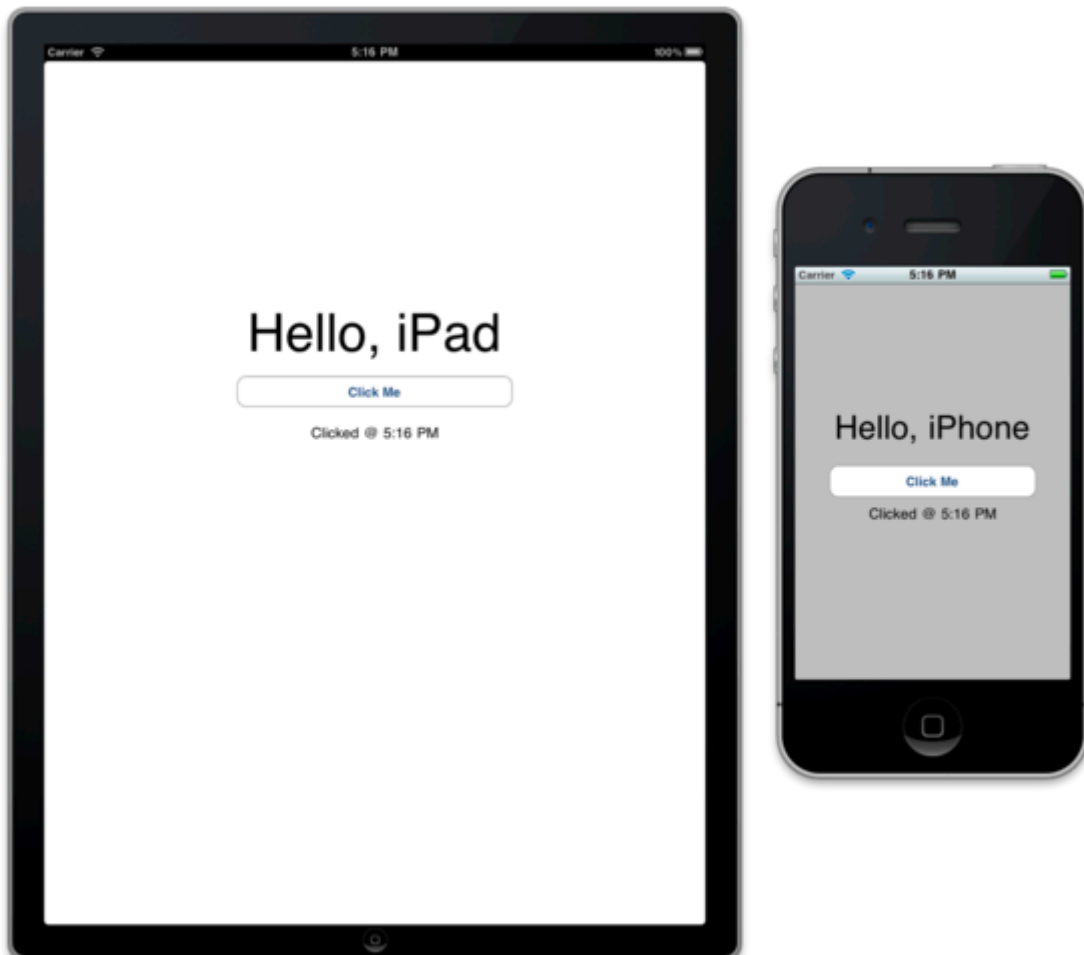 Carrier 5:16 PM 100%
Hello, iPad
Click Me
Clicked @ 5:16 PM
Carrier 5:16 PM
Hello, iPhone
Click Me
Clicked @ 5:16 PM